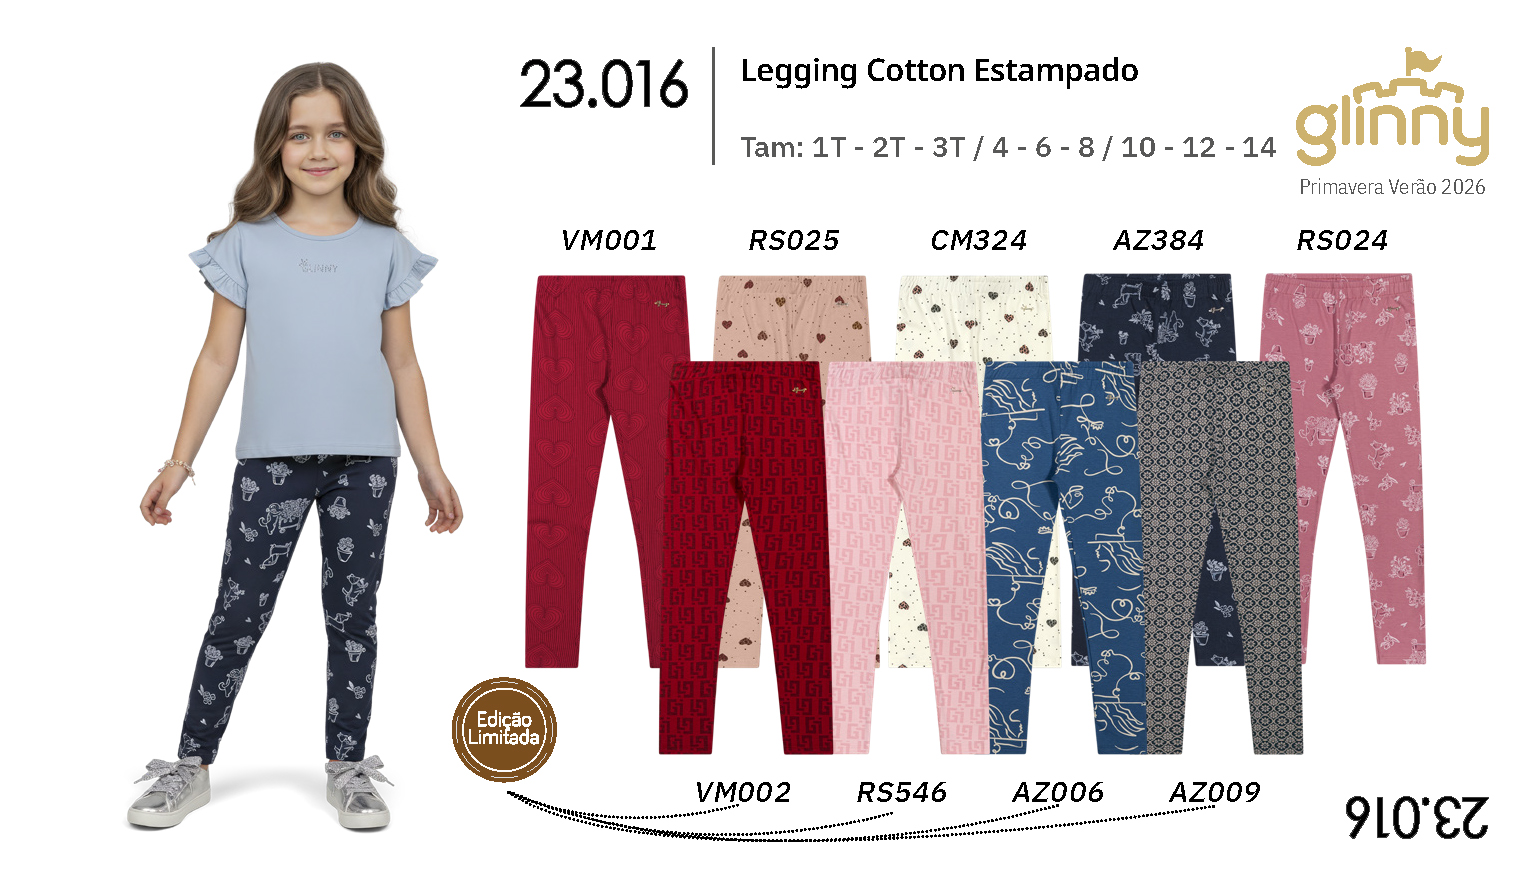 23.016
Legging Cotton Estampado
Tam: 1T - 2T - 3T / 4 - 6 - 8 / 10 - 12 - 14
glinny
Primavera Verão 2026
VM001
RS025
CM324
AZ384
RS024
GLINNY
Edição
Limitada
VM002
RS546
AZ006
AZ009
23.016